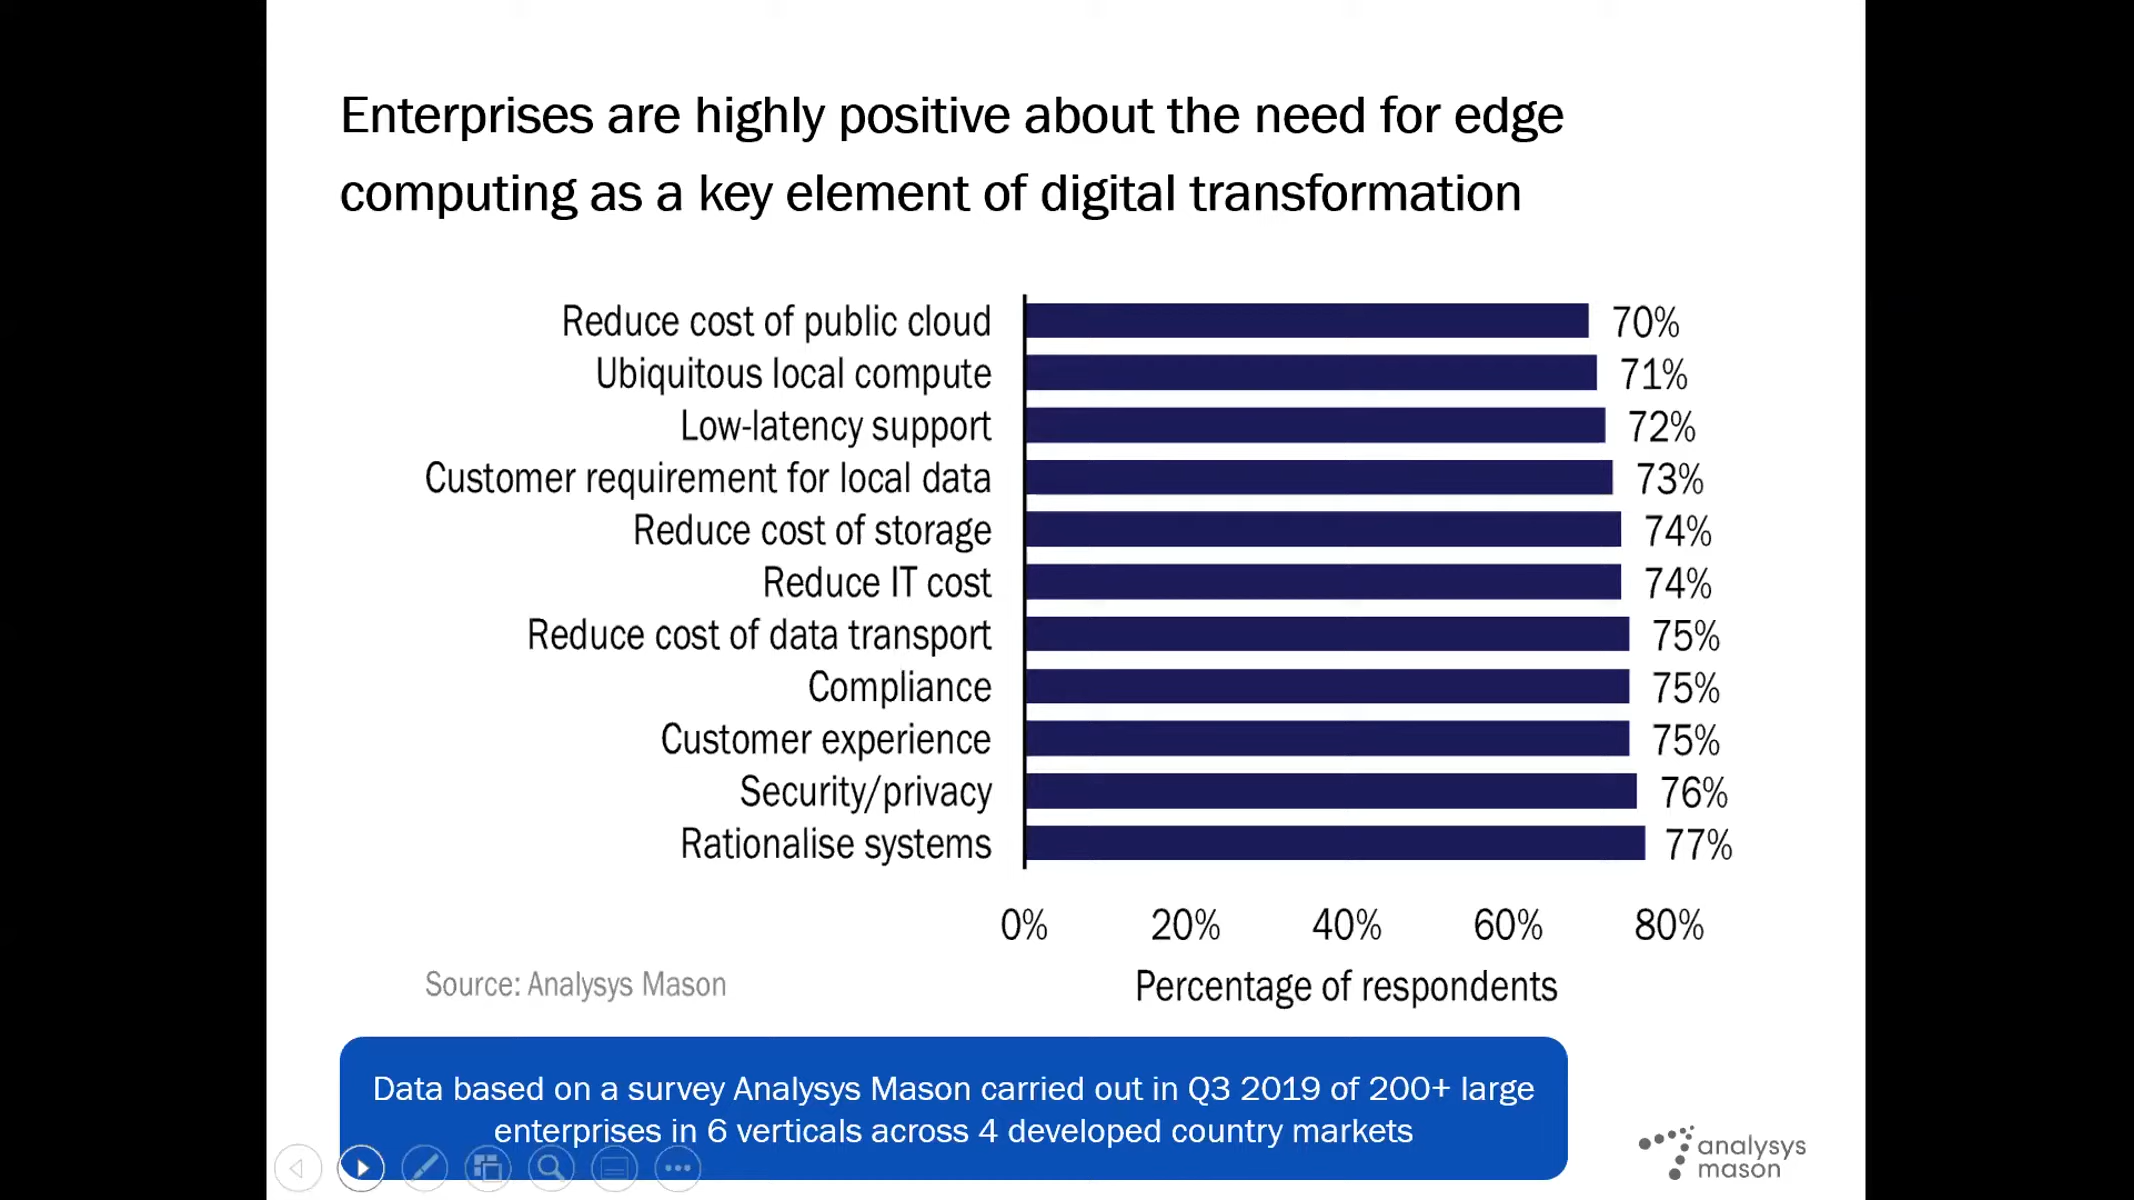 Enterprises are highly positive about the need for edge
computing as a key element of digital transformation
Reduce cost of public cloud 70%
Ubiquitous local compute 71%
Low-latency support 72%
Customer requirement for local data 73%
Reduce cost of storage 74%
Reduce IT cost 74%
Reduce cost of data transport 75%
Compliance 75%
Customer experience 75%
Security/privacy 76%
Rationalise systems 77%
0% 20% 40% 60% 80%
Percentage of respondents
Source: Analysys Mason
Data based on a survey Analysys Mason carried out in Q3 2019 of 200+ large
enterprises in 6 verticals across 4 developed country markets
analysys
mason